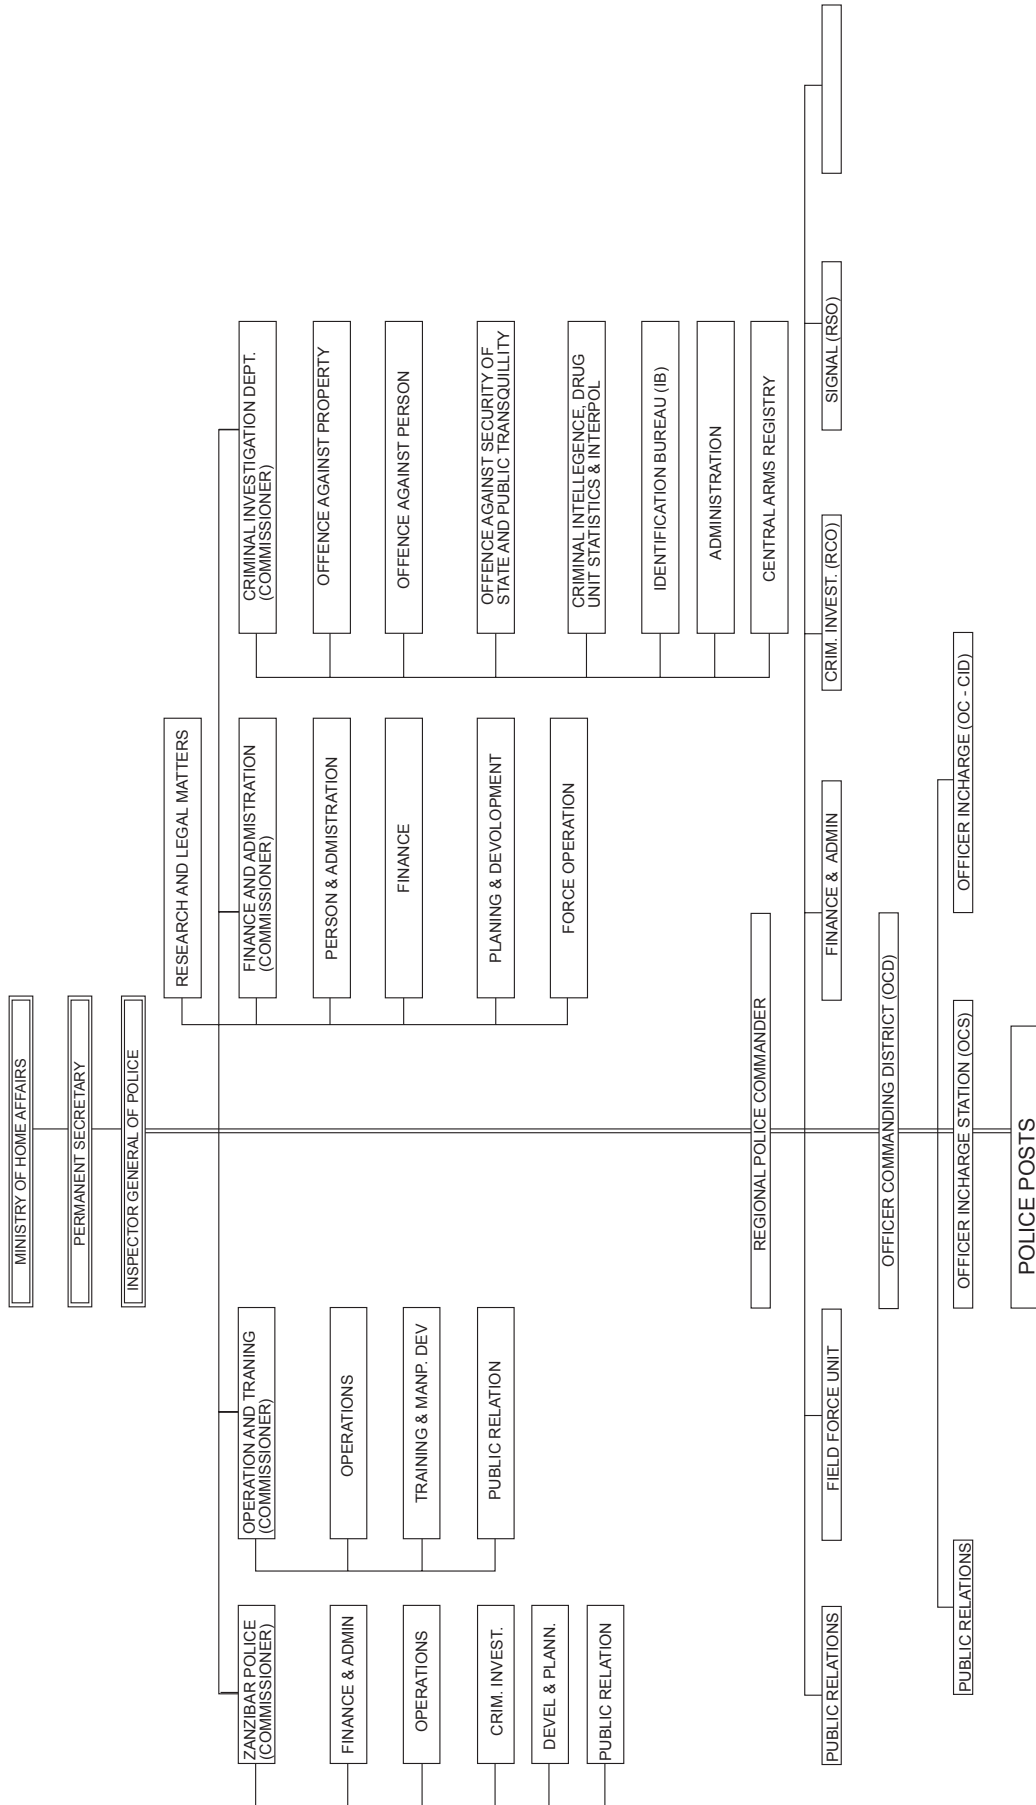 MINISTRY OF HOME AFFAIRS
PERMANENT SECRETARY
INSPECTOR GENERAL OF POLICE
RESEARCH AND LEGAL MATTERS
ZANZIBAR POLICE
(COMMISSIONER)
FINANCE & ADMIN
OPERATIONS
CRIM. INVEST.
DEVEL & PLANN.
PUBLIC RELATION
OPERATION AND TRANING
(COMMISSIONER)
OPERATIONS
TRAINING & MANP. DEV
PUBLIC RELATION
FINANCE AND ADMISTRATION
(COMMISSIONER)
PERSON & ADMISTRATION
FINANCE
PLANING & DEVOLOPMENT
FORCE OPERATION
CRIMINAL INVESTIGATION DEPT.
(COMMISSIONER)
OFFENCE AGAINST PROPERTY
OFFENCE AGAINST PERSON
OFFENCE AGAINST SECURITY OF
STATE AND PUBLIC TRANSQUILLITY
CRIMINAL INTELLEGENCE, DRUG
UNIT STATISTICS & INTERPOL
IDENTIFICATION BUREAU (IB)
ADMINISTRATION
CENTRAL ARMS REGISTRY
REGIONAL POLICE COMMANDER
PUBLIC RELATIONS
FIELD FORCE UNIT
FINANCE & ADMIN
CRIM. INVEST. (RCO)
SIGNAL (RSO)
OFFICER COMMANDING DISTRICT (OCD)
PUBLIC RELATIONS
OFFICER INCHARGE STATION (OCS)
OFFICER INCHARGE (OC - CID)
POLICE POSTS